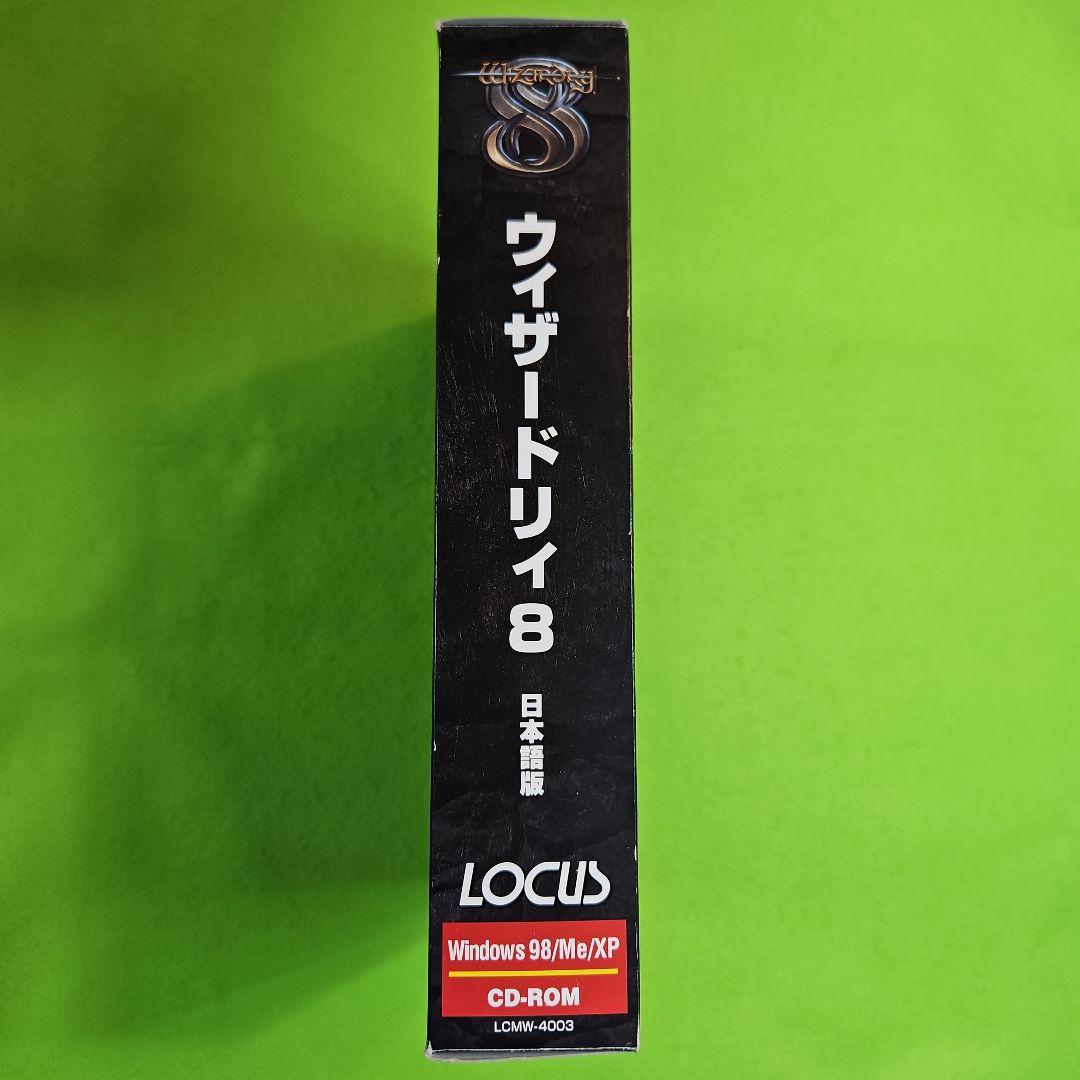 Wizardry
8
ウィザードリィ8
日本語版
LOCUS
Windows 98/Me/XP
CD-ROM
LCMW-4003